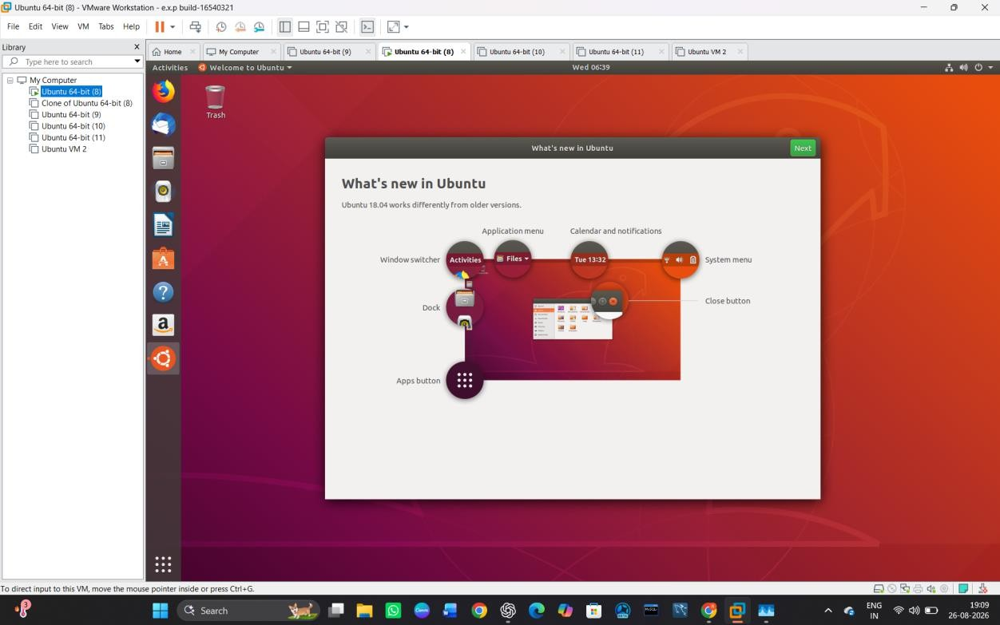 Ubuntu 64-bit (8) - VMware Workstation - e.x.p build-16540321
File Edit View VM Tabs Help
Library
Type here to search
My Computer
Ubuntu 64-bit (8)
Clone of Ubuntu 64-bit (8)
Ubuntu 64-bit (9)
Ubuntu 64-bit (10)
Ubuntu 64-bit (11)
Ubuntu VM 2
Home My Computer Ubuntu 64-bit (9) Ubuntu 64-bit (8) Ubuntu 64-bit (10) Ubuntu 64-bit (11) Ubuntu VM 2
Activities Welcome to Ubuntu Wed 06:39
Trash
What's new in Ubuntu Next
What's new in Ubuntu
Ubuntu 18.04 works differently from older versions.
Application menu Calendar and notifications
Window switcher Activities Files Tue 13:32 System menu
Dock Close button
Apps button
To direct input to this VM, move the mouse pointer inside or press Ctrl+G.
3 Search ENG 19:09
IN 26-08-2026